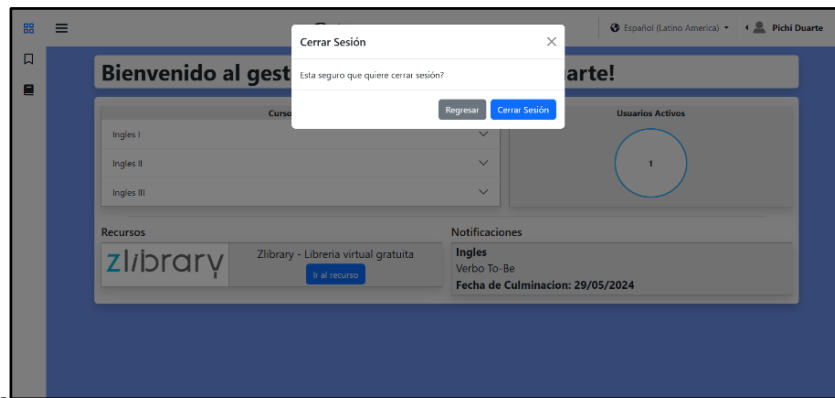 Español (Latino America)
Pichi Duarte
Cerrar Sesión
Esta seguro que quiere cerrar sesión?
Regresar
Cerrar Sesión
Bienvenido al gest
arte!
Curso
Usuarios Activos
Ingles I
Ingles II
Ingles III
1
Recursos
zlibrary
Zlibrary - Libreria virtual gratuita
Ir al recurso
Notificaciones
Ingles
Verbo To-Be
Fecha de Culminacion: 29/05/2024